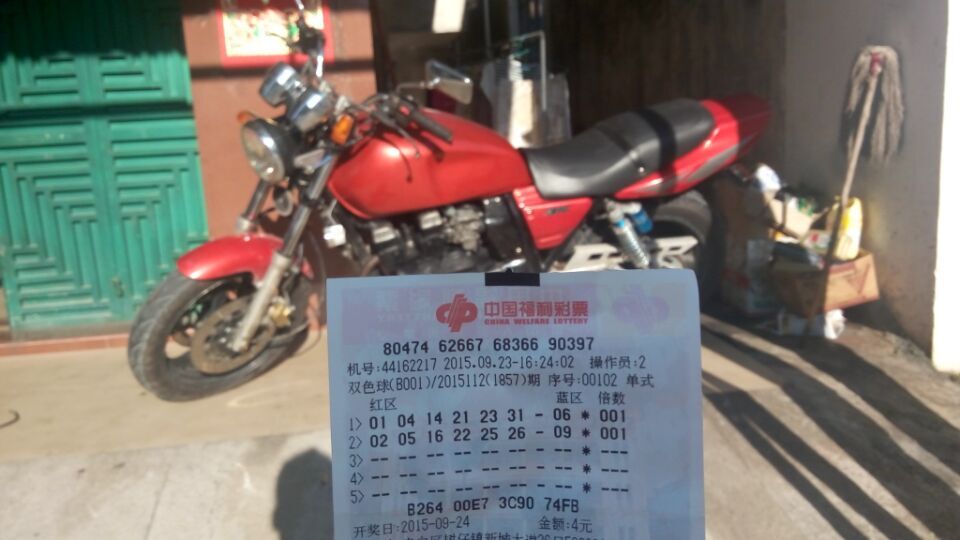 中国福利彩票
CHINA WELFARE LOTTERY
80474 62667 68366 90397
机号:44162217 2015.09.23-16:24:02 操作员:2
双色球(B001)/2015112(1857)期 序号:00102 单式
红区 蓝区 倍数
1> 01 04 14 21 23 31 - 06 * 001
2> 02 05 16 22 25 26 - 09 * 001
3> -- -- -- -- -- -- - -- * ---
4> -- -- -- -- -- -- - -- * ---
5> -- -- -- -- -- -- - -- * ---
B264 00E7 3C90 74FB
开奖日:2015-09-24 金额:4元